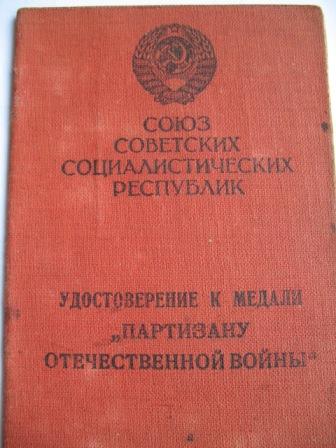 СОЮЗ
СОВЕТСКИХ
СОЦИАЛИСТИЧЕСКИХ
РЕСПУБЛИК
УДОСТОВЕРЕНИЕ К МЕДАЛИ
„ПАРТИЗАНУ
ОТЕЧЕСТВЕННОЙ ВОЙНЫ“